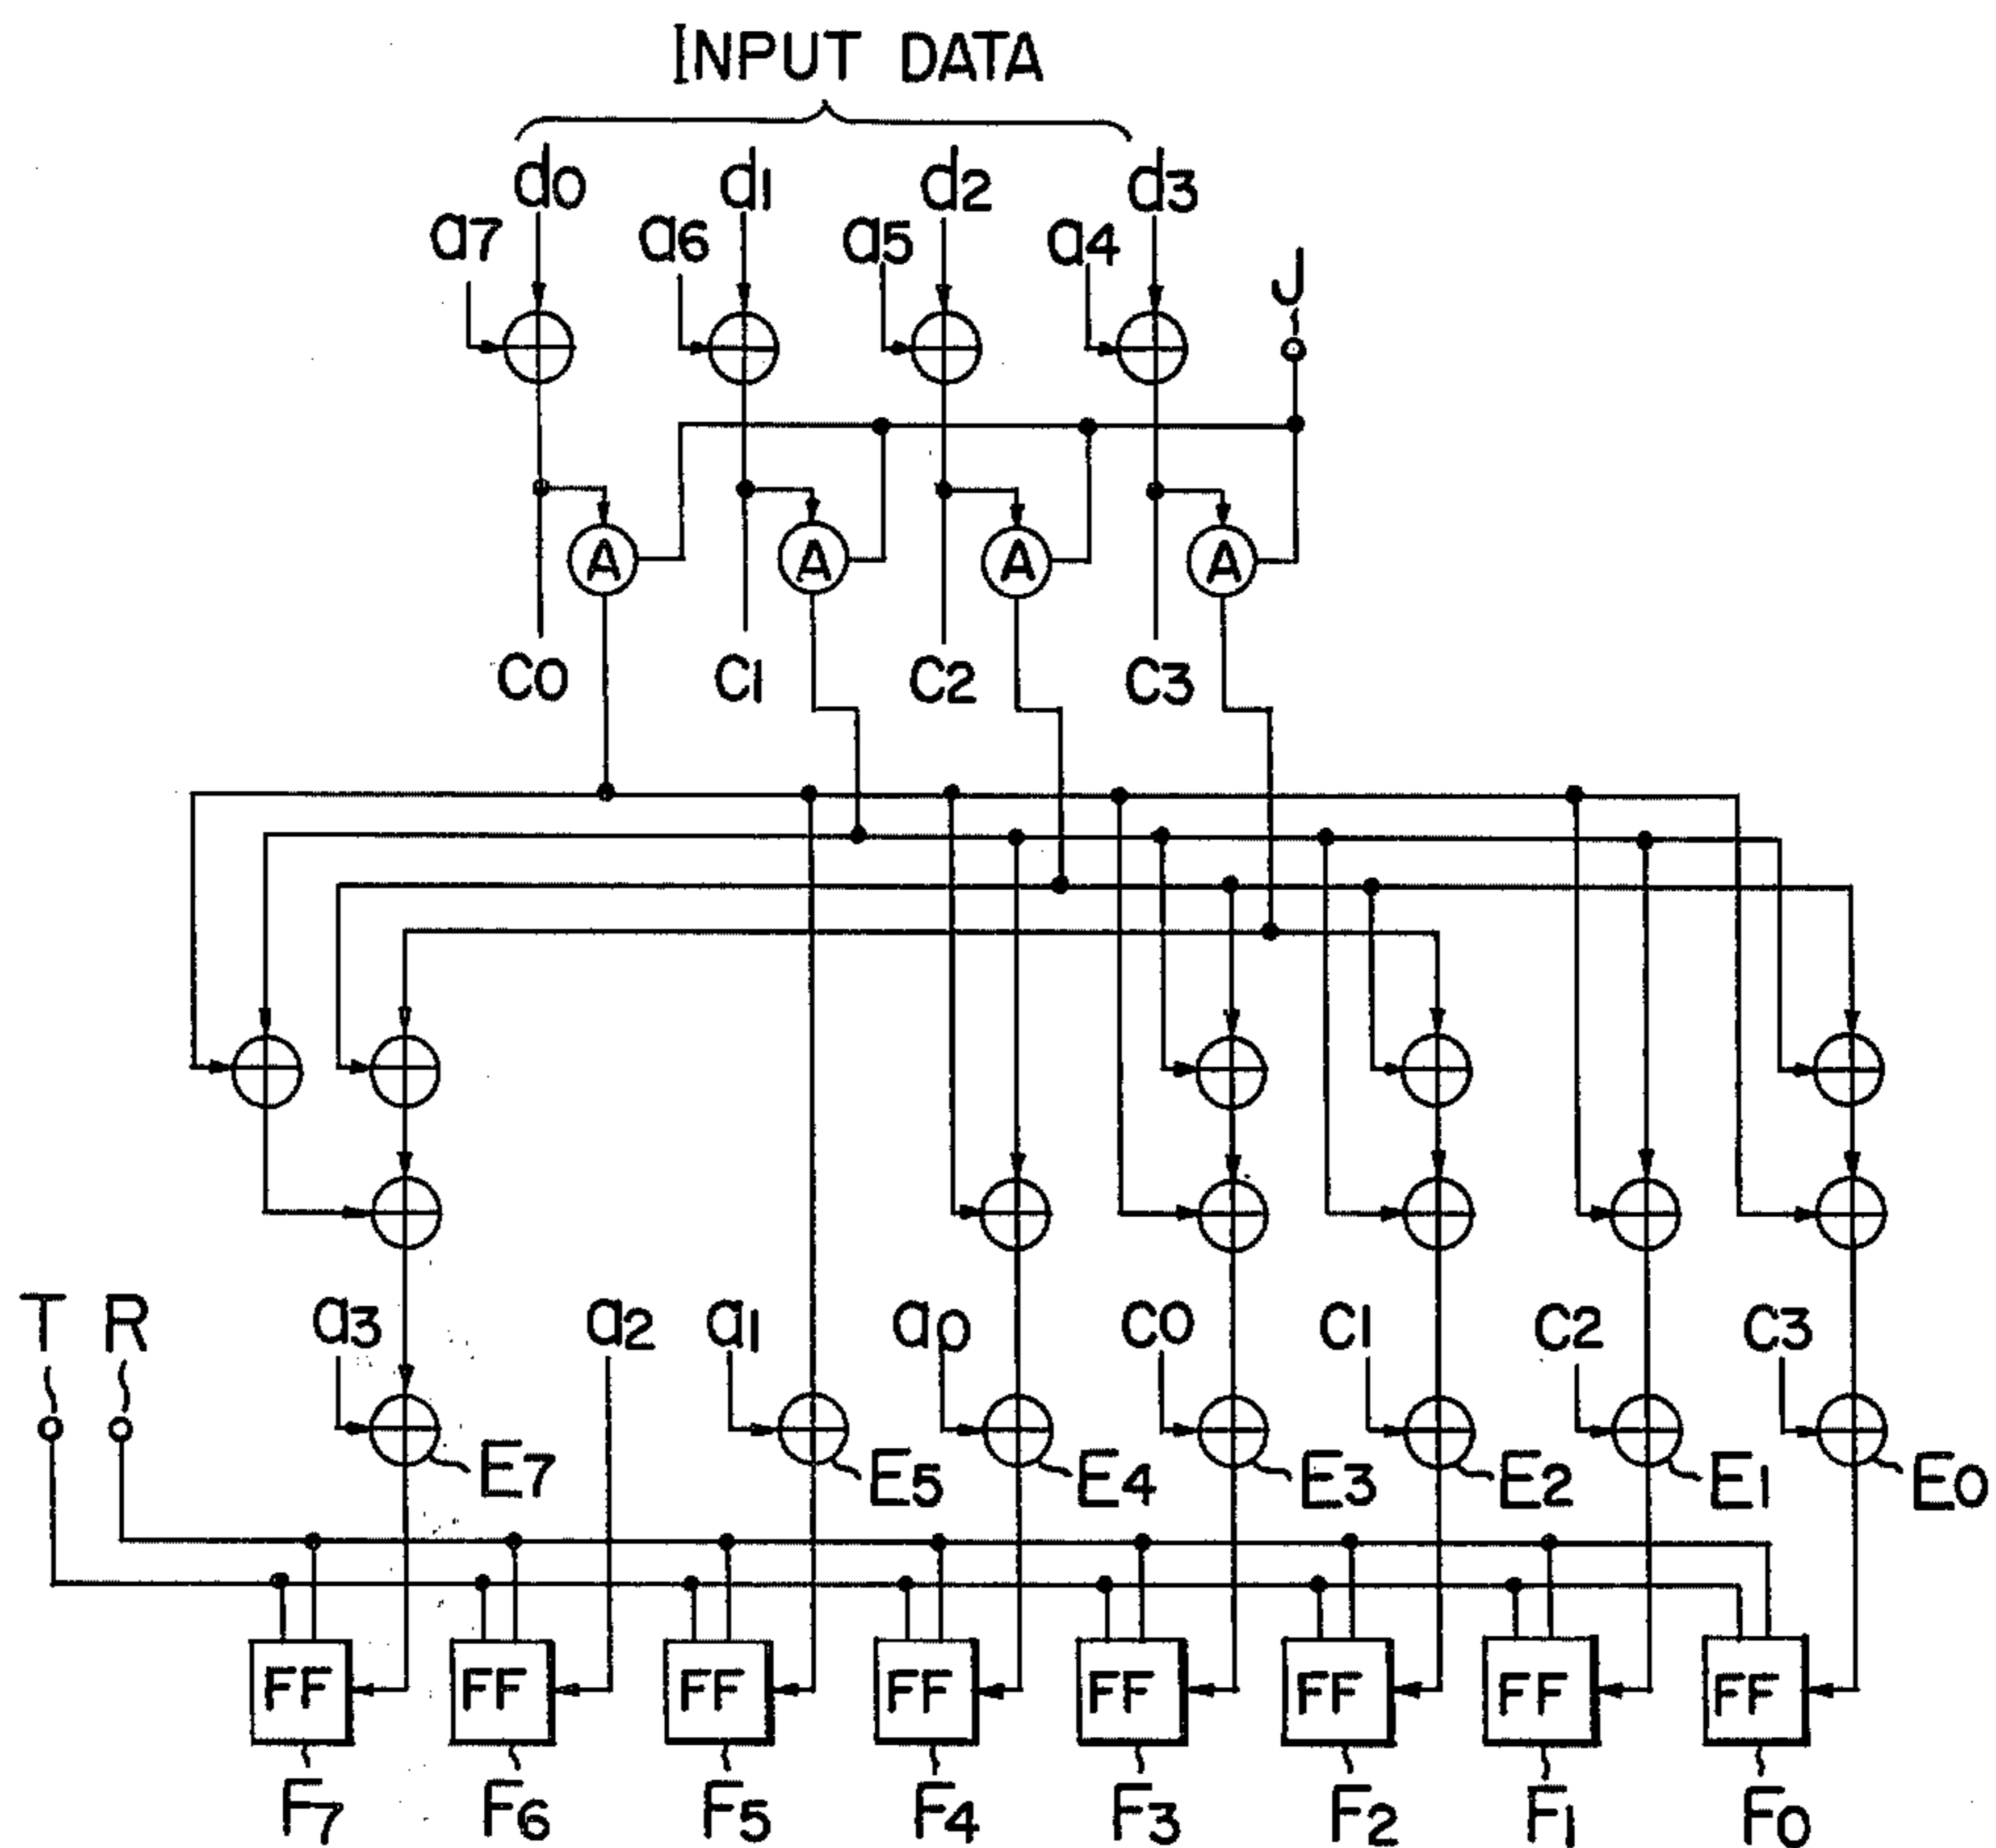 INPUT DATA
d0 d1 d2 d3
a7 a6 a5 a4 J
A A A A
C0 C1 C2 C3
T R a3 a2 a1 a0 C0 C1 C2 C3
E7 E5 E4 E3 E2 E1 E0
FF FF FF FF FF FF FF FF
F7 F6 F5 F4 F3 F2 F1 F0